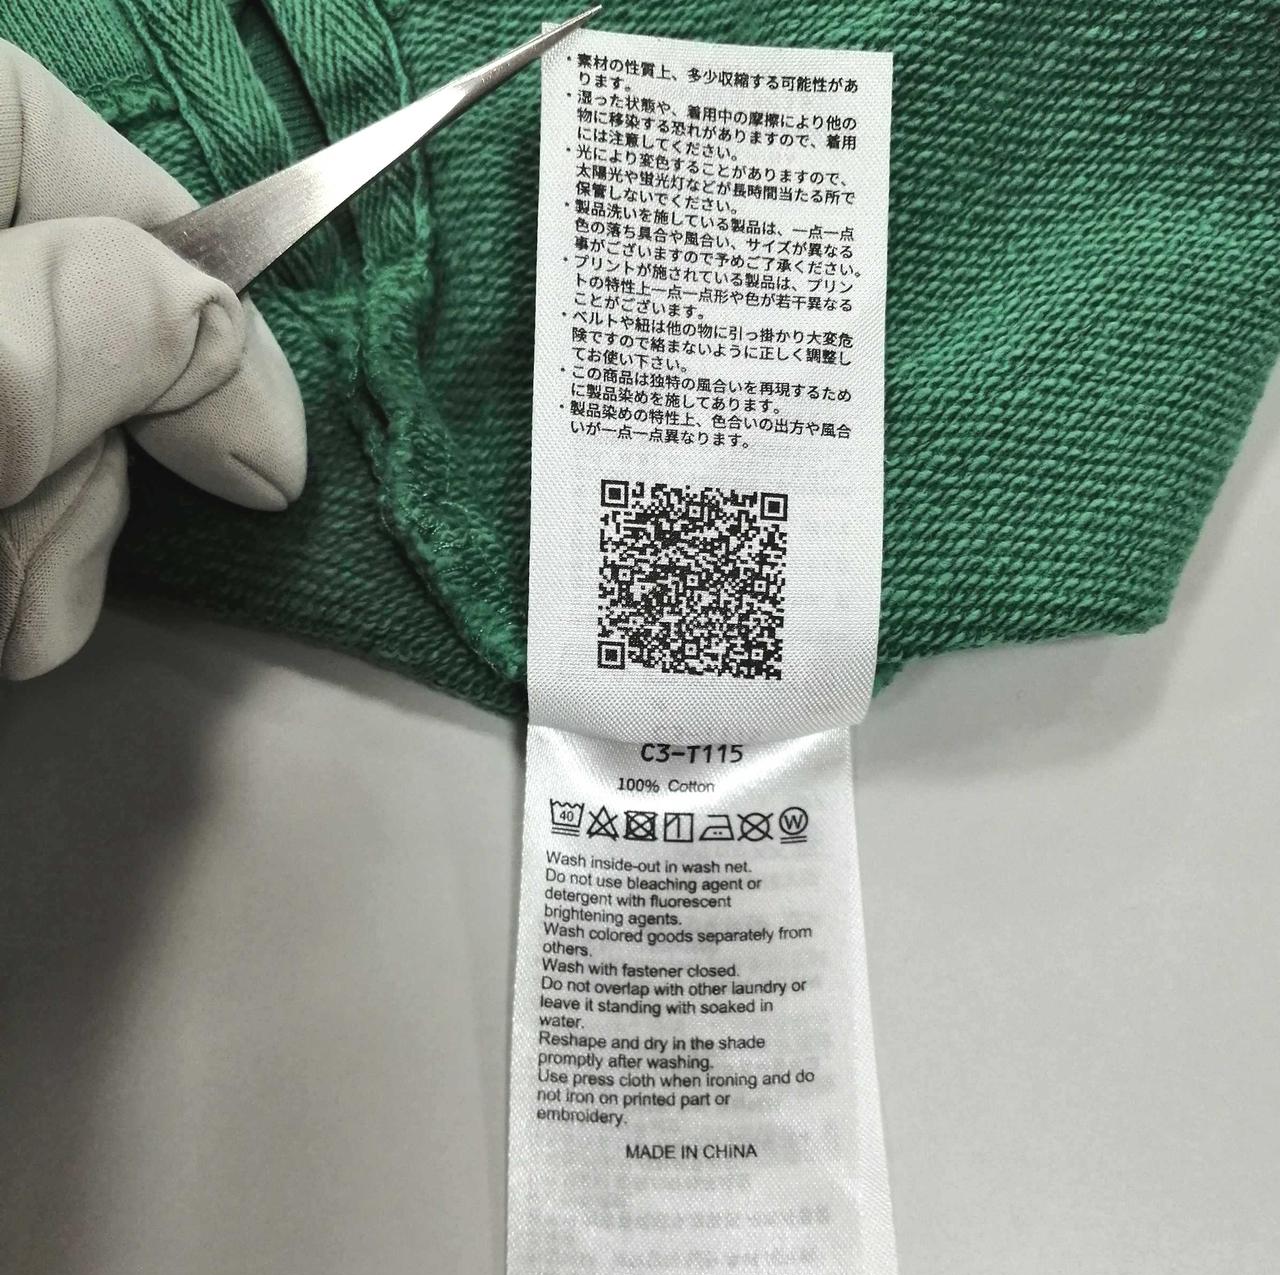 ・素材の性質上、多少収縮する可能性があ
ります。
・湿った状態や、着用中の摩擦により他の
物に移染する恐れがありますので、着用
には注意してください。
・光により変色することがありますので、
太陽光や蛍光灯などが長時間当たる所で
保管しないでください。
・製品洗いを施している製品は、一点一点
色の落ち具合や風合い、サイズが異なる
事がございますので予めご了承ください。
・プリントが施されている製品は、プリン
トの特性上一点一点形や色が若干異なる
ことがございます。
・ベルトや紐は他の物に引っ掛かり大変危
険ですので絡まないように正しく調整し
てお使い下さい。
・この商品は独特の風合いを再現するため
に製品染めを施してあります。
・製品染めの特性上、色合いの出方や風合
いが一点一点異なります。
C3-T115
100% Cotton
40 W
Wash inside-out in wash net.
Do not use bleaching agent or
detergent with fluorescent
brightening agents.
Wash colored goods separately from
others.
Wash with fastener closed.
Do not overlap with other laundry or
leave it standing with soaked in
water.
Reshape and dry in the shade
promptly after washing.
Use press cloth when ironing and do
not iron on printed part or
embroidery.
MADE IN CHINA